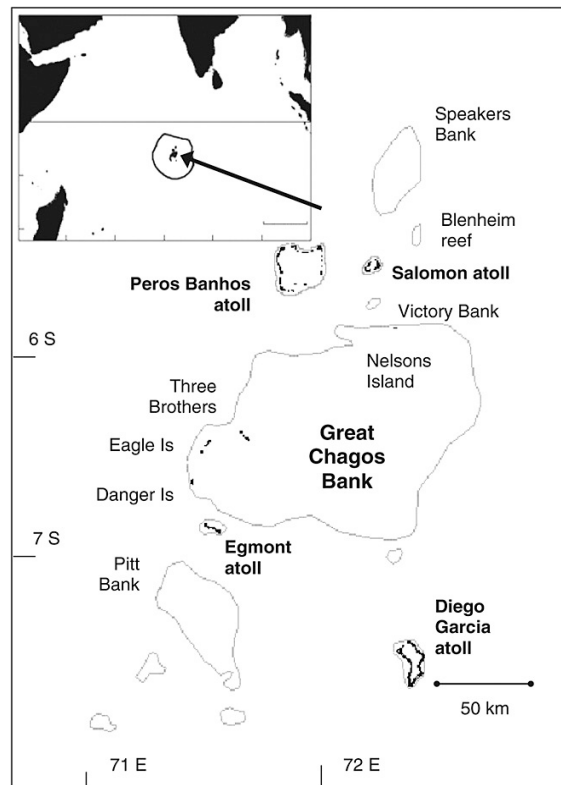 Speakers
Bank
Blenheim
reef
Peros Banhos
atoll
Salomon atoll
Victory Bank
6 S
Nelsons
Island
Three
Brothers
Great
Chagos
Bank
Eagle Is
Danger Is
7 S
Egmont
atoll
Pitt
Bank
Diego
Garcia
atoll
50 km
71 E
72 E